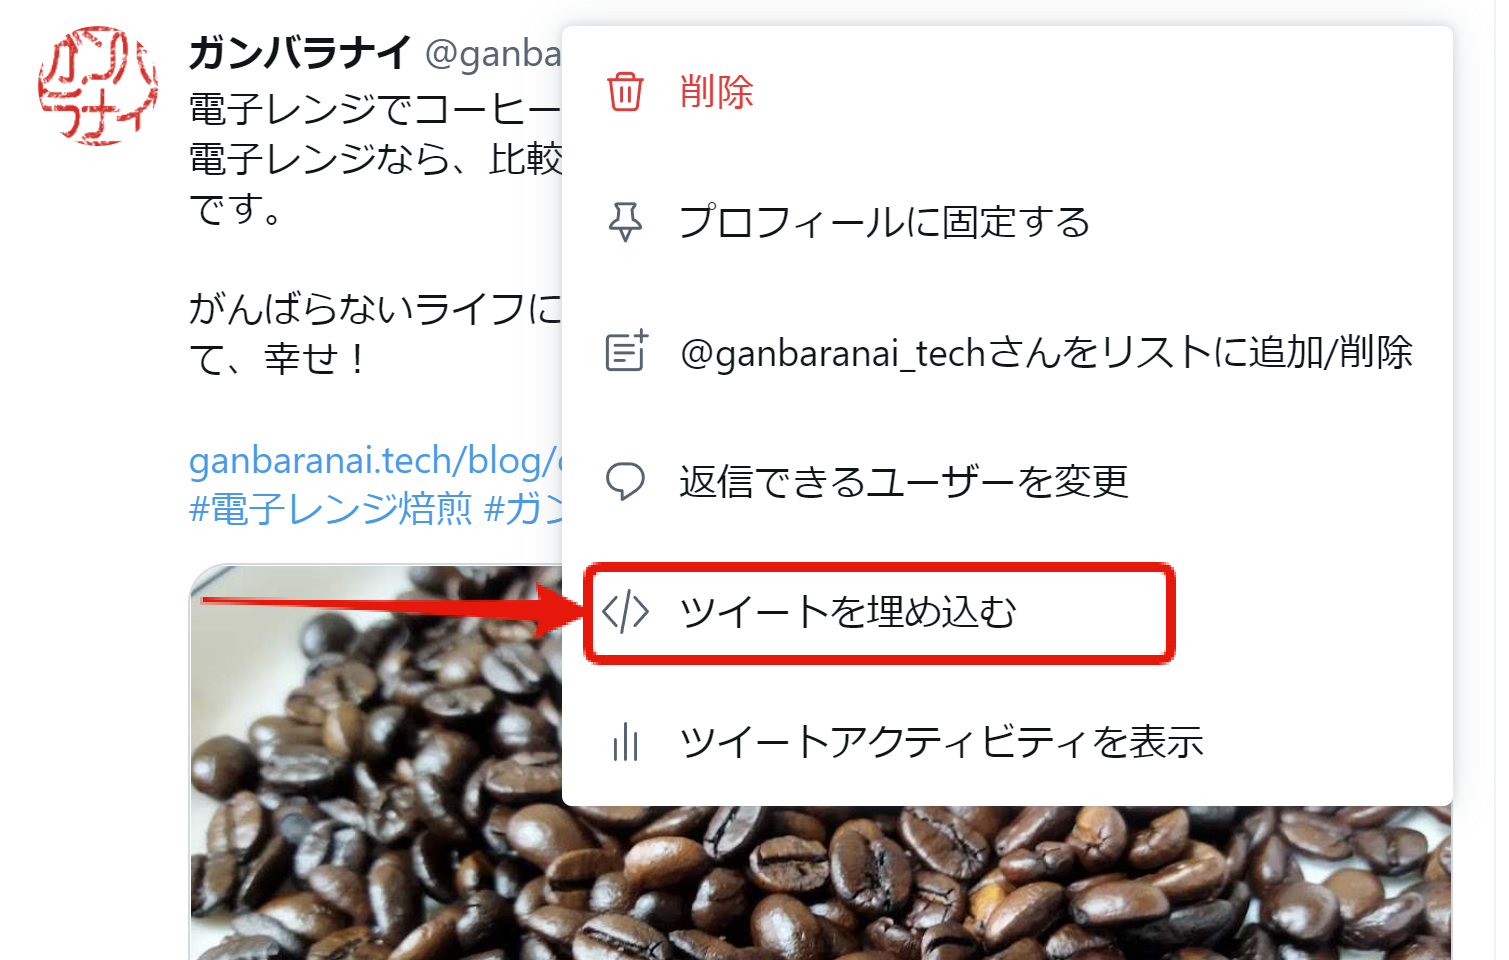 ガンバラナイ
ガンバラナイ @ganba
電子レンジでコーヒー
電子レンジなら、比較
です。
がんばらないライフに
て、幸せ！
ganbaranai.tech/blog/
#電子レンジ焙煎 #ガン
削除
プロフィールに固定する
@ganbaranai_techさんをリストに追加/削除
返信できるユーザーを変更
ツイートを埋め込む
ツイートアクティビティを表示